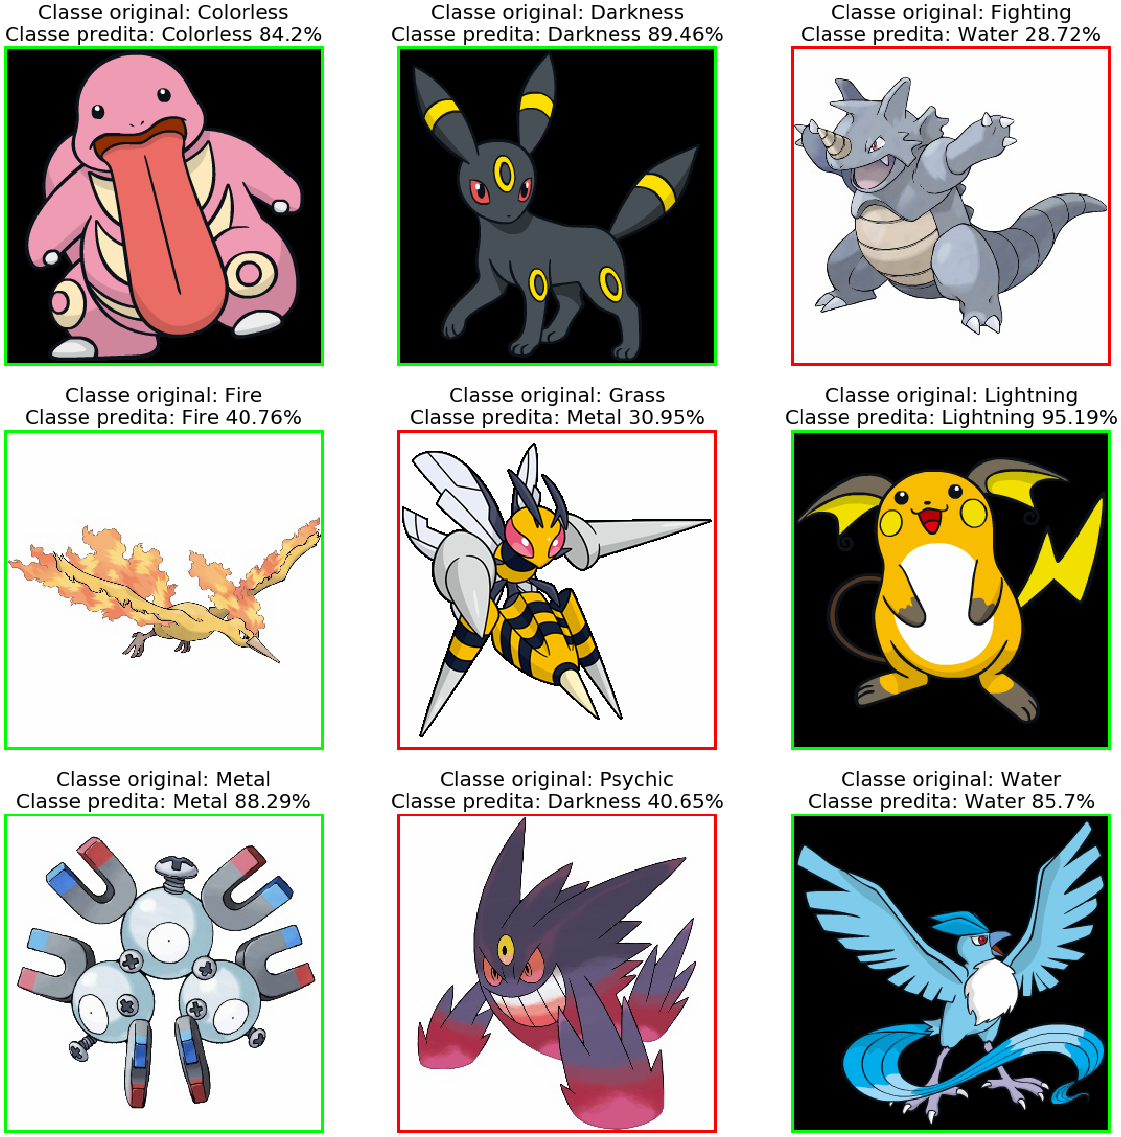 Classe original: Colorless
Classe predita: Colorless 84.2%
Classe original: Darkness
Classe predita: Darkness 89.46%
Classe original: Fighting
Classe predita: Water 28.72%
Classe original: Fire
Classe predita: Fire 40.76%
Classe original: Grass
Classe predita: Metal 30.95%
Classe original: Lightning
Classe predita: Lightning 95.19%
Classe original: Metal
Classe predita: Metal 88.29%
Classe original: Psychic
Classe predita: Darkness 40.65%
Classe original: Water
Classe predita: Water 85.7%